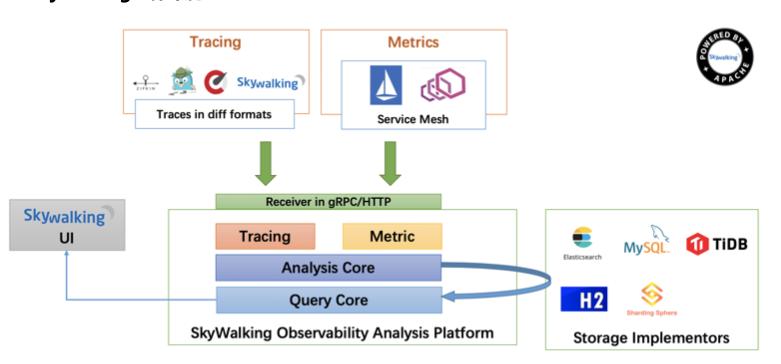 Tracing
Metrics
ZIPKIN
Skywalking
Traces in diff formats
Service Mesh
POWERED BY
Skywalking
APACHE
Receiver in gRPC/HTTP
Skywalking
UI
Tracing
Metric
Analysis Core
Query Core
SkyWalking Observability Analysis Platform
Elasticsearch
MySQL
TiDB
H2
Sharding Sphere
Storage Implementors